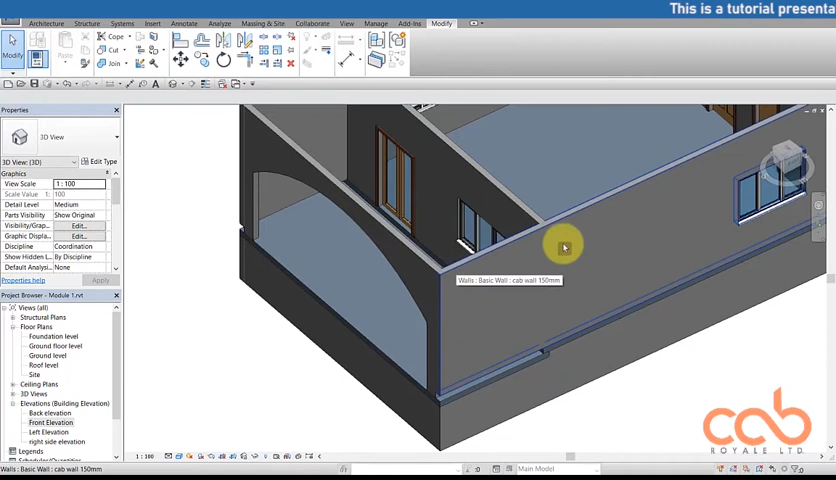 This is a tutorial presenta
Architecture Structure Systems Insert Annotate Analyze Massing & Site Collaborate View Manage Add-Ins Modify
Modify
Paste
Cope
Cut
Join
Properties
3D View
3D View: {3D}
Edit Type
Graphics
View Scale 1 : 100
Scale Value 1: 100
Detail Level Medium
Parts Visibility Show Original
Visibility/Grap... Edit...
Graphic Displa... Edit...
Discipline Coordination
Show Hidden L... By Discipline
Default Analysi... None
Properties help
Apply
Project Browser - Module 1.rvt
Views (all)
Structural Plans
Floor Plans
Foundation level
Ground floor level
Ground level
Roof level
Site
Ceiling Plans
3D Views
Elevations (Building Elevation)
Back elevation
Front Elevation
Left Elevation
right side elevation
Legends
Walls : Basic Wall : cab wall 150mm
cab
ROYALE LTD.
1 : 100
Walls : Basic Wall : cab wall 150mm
:0
Main Model
:0